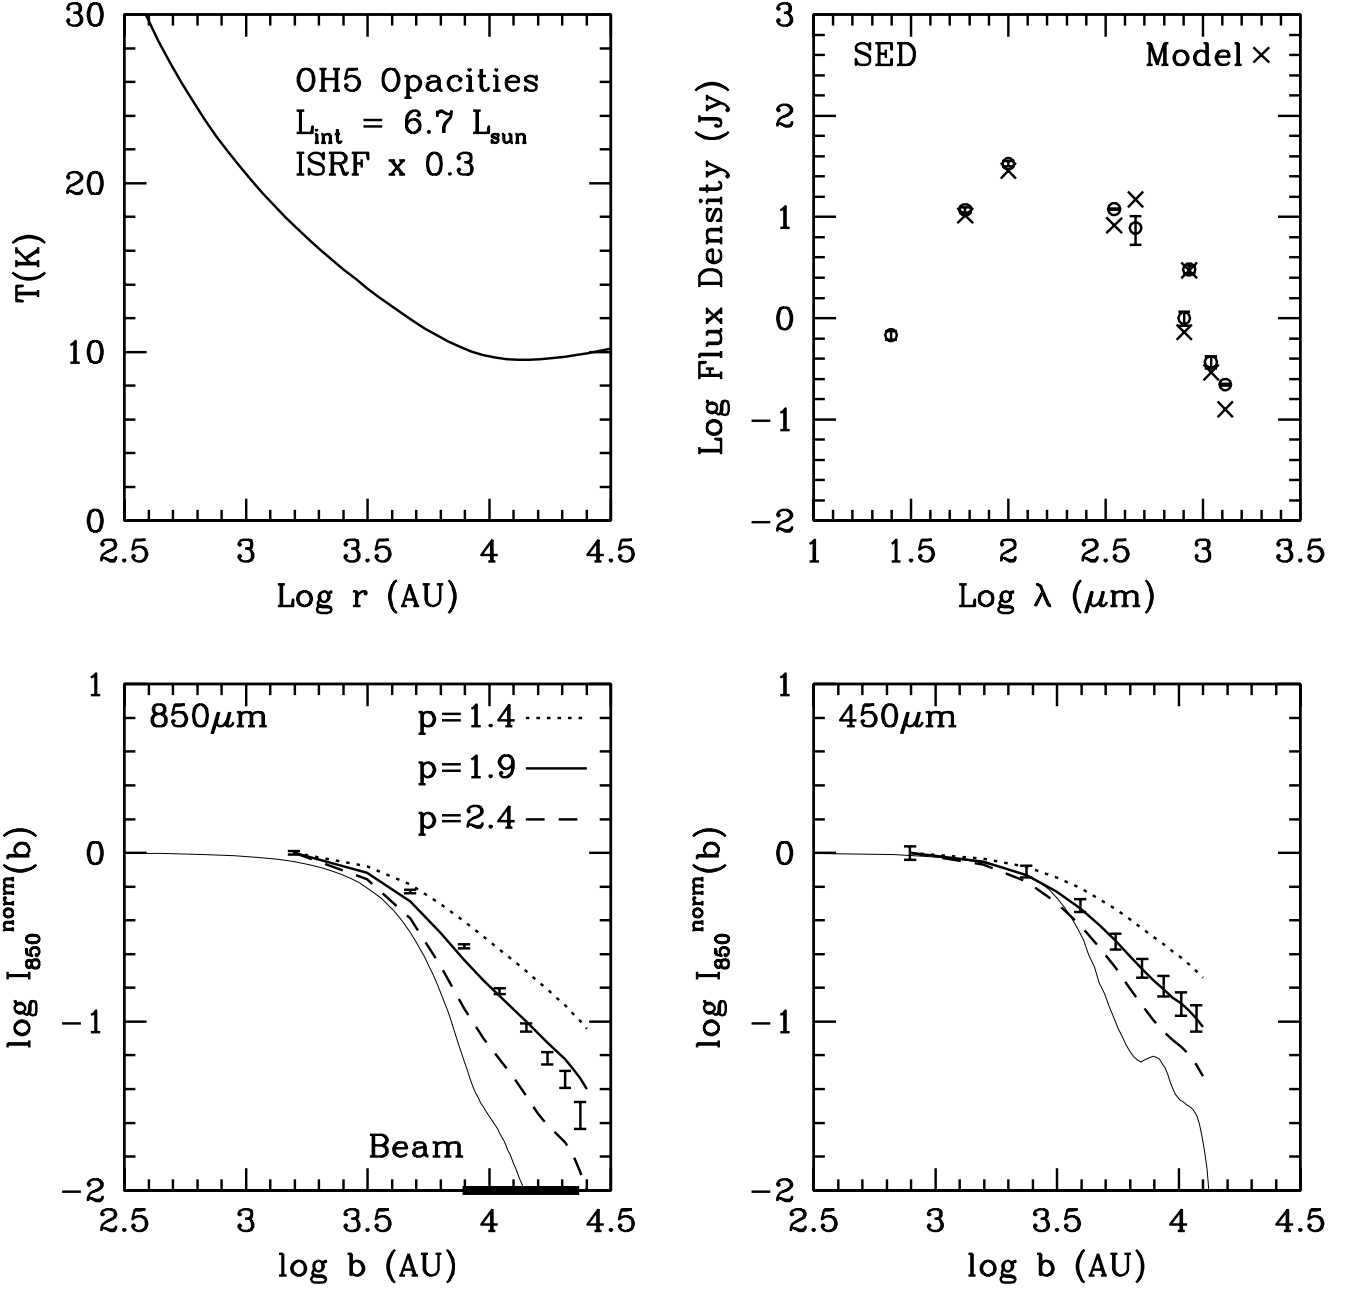 30
20
10
0
T(K)
OH5 Opacities
L_int = 6.7 L_sun
ISRF x 0.3
2.5 3 3.5 4 4.5
Log r (AU)
3
2
1
0
−1
−2
Log Flux Density (Jy)
SED Model ×
1 1.5 2 2.5 3 3.5
Log λ (μm)
1
0
−1
−2
log I_850^norm(b)
850μm
p=1.4
p=1.9
p=2.4
Beam
2.5 3 3.5 4 4.5
log b (AU)
1
0
−1
−2
log I_850^norm(b)
450μm
2.5 3 3.5 4 4.5
log b (AU)